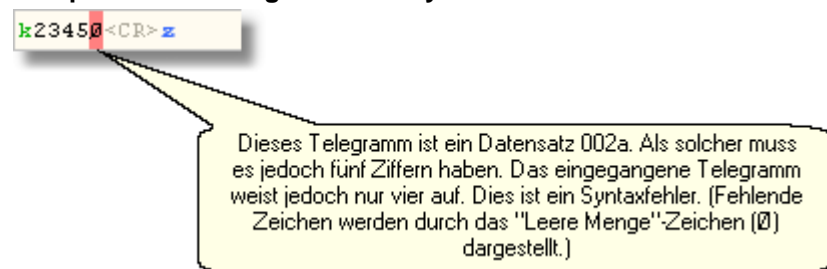 k2345Ø<CR>z
Dieses Telegramm ist ein Datensatz 002a. Als solcher muss
es jedoch fünf Ziffern haben. Das eingegangene Telegramm
weist jedoch nur vier auf. Dies ist ein Syntaxfehler. (Fehlende
Zeichen werden durch das "Leere Menge"-Zeichen (Ø)
dargestellt.)